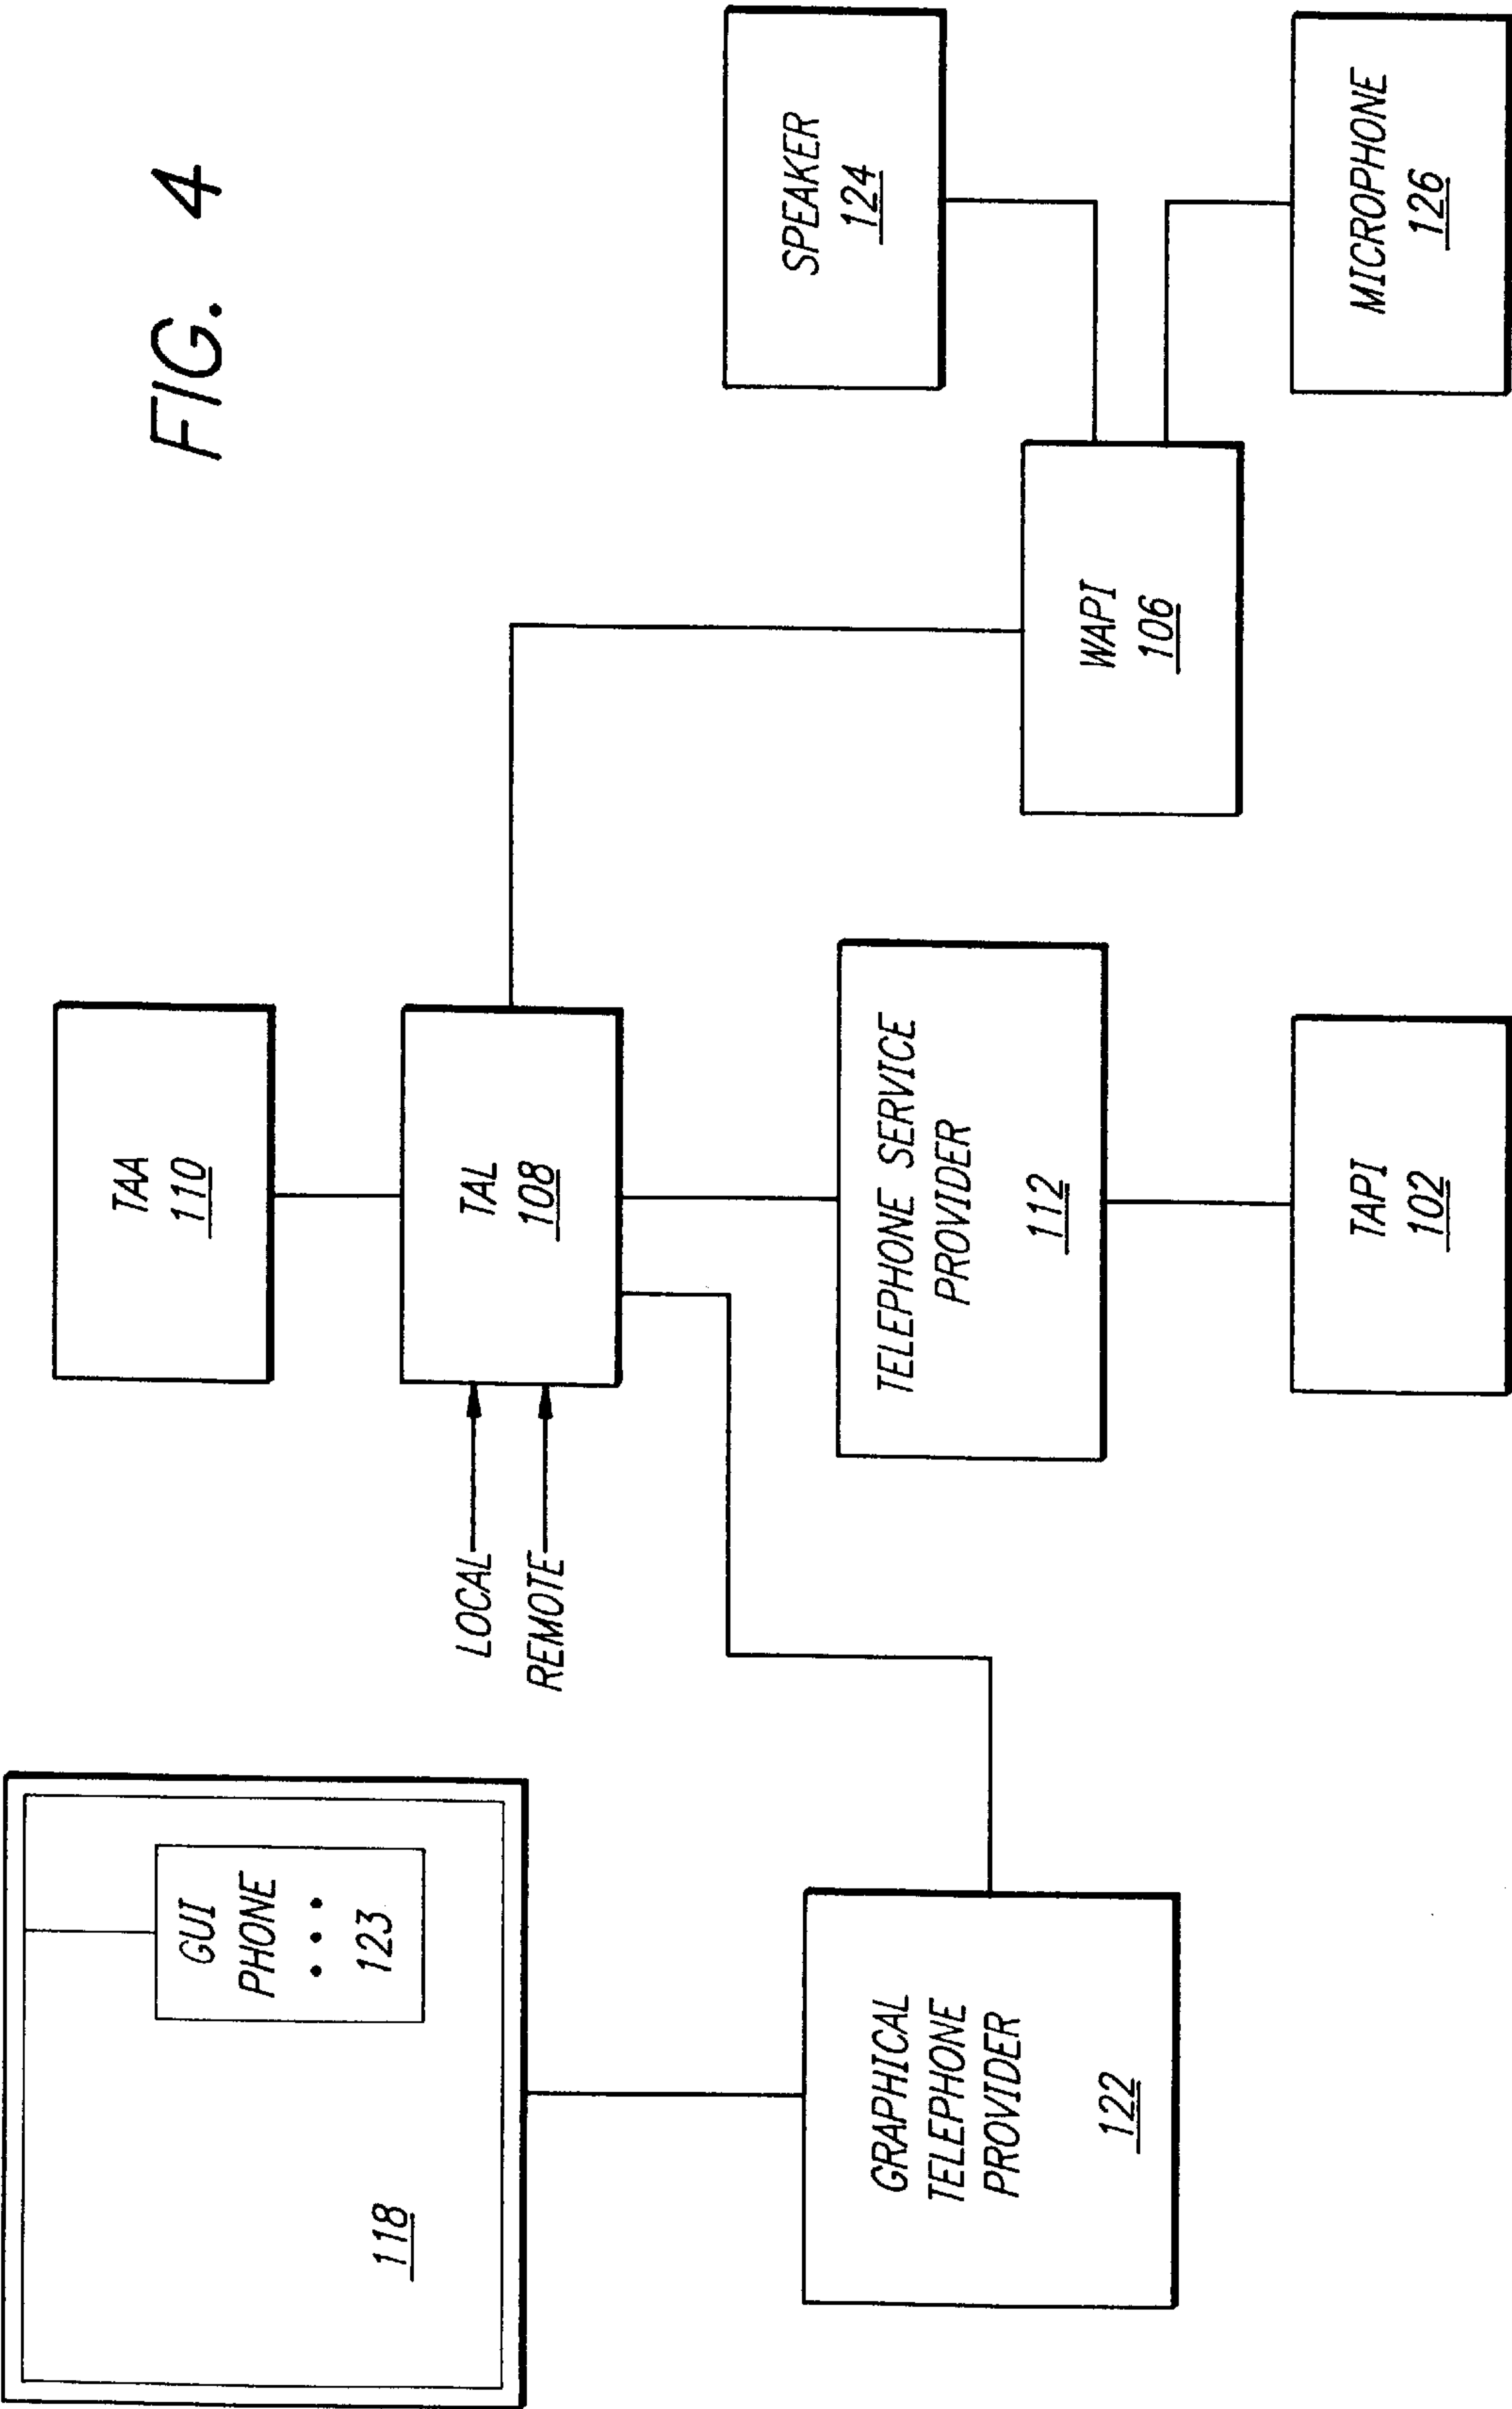 FIG. 4
118
GUI
PHONE
• • •
123
GRAPHICAL
TELEPHONE
PROVIDER
122
LOCAL
REMOTE
TAA
110
TAL
108
TELEPHONE SERVICE
PROVIDER
112
TAPI
102
WAPI
106
SPEAKER
124
MICROPHONE
126